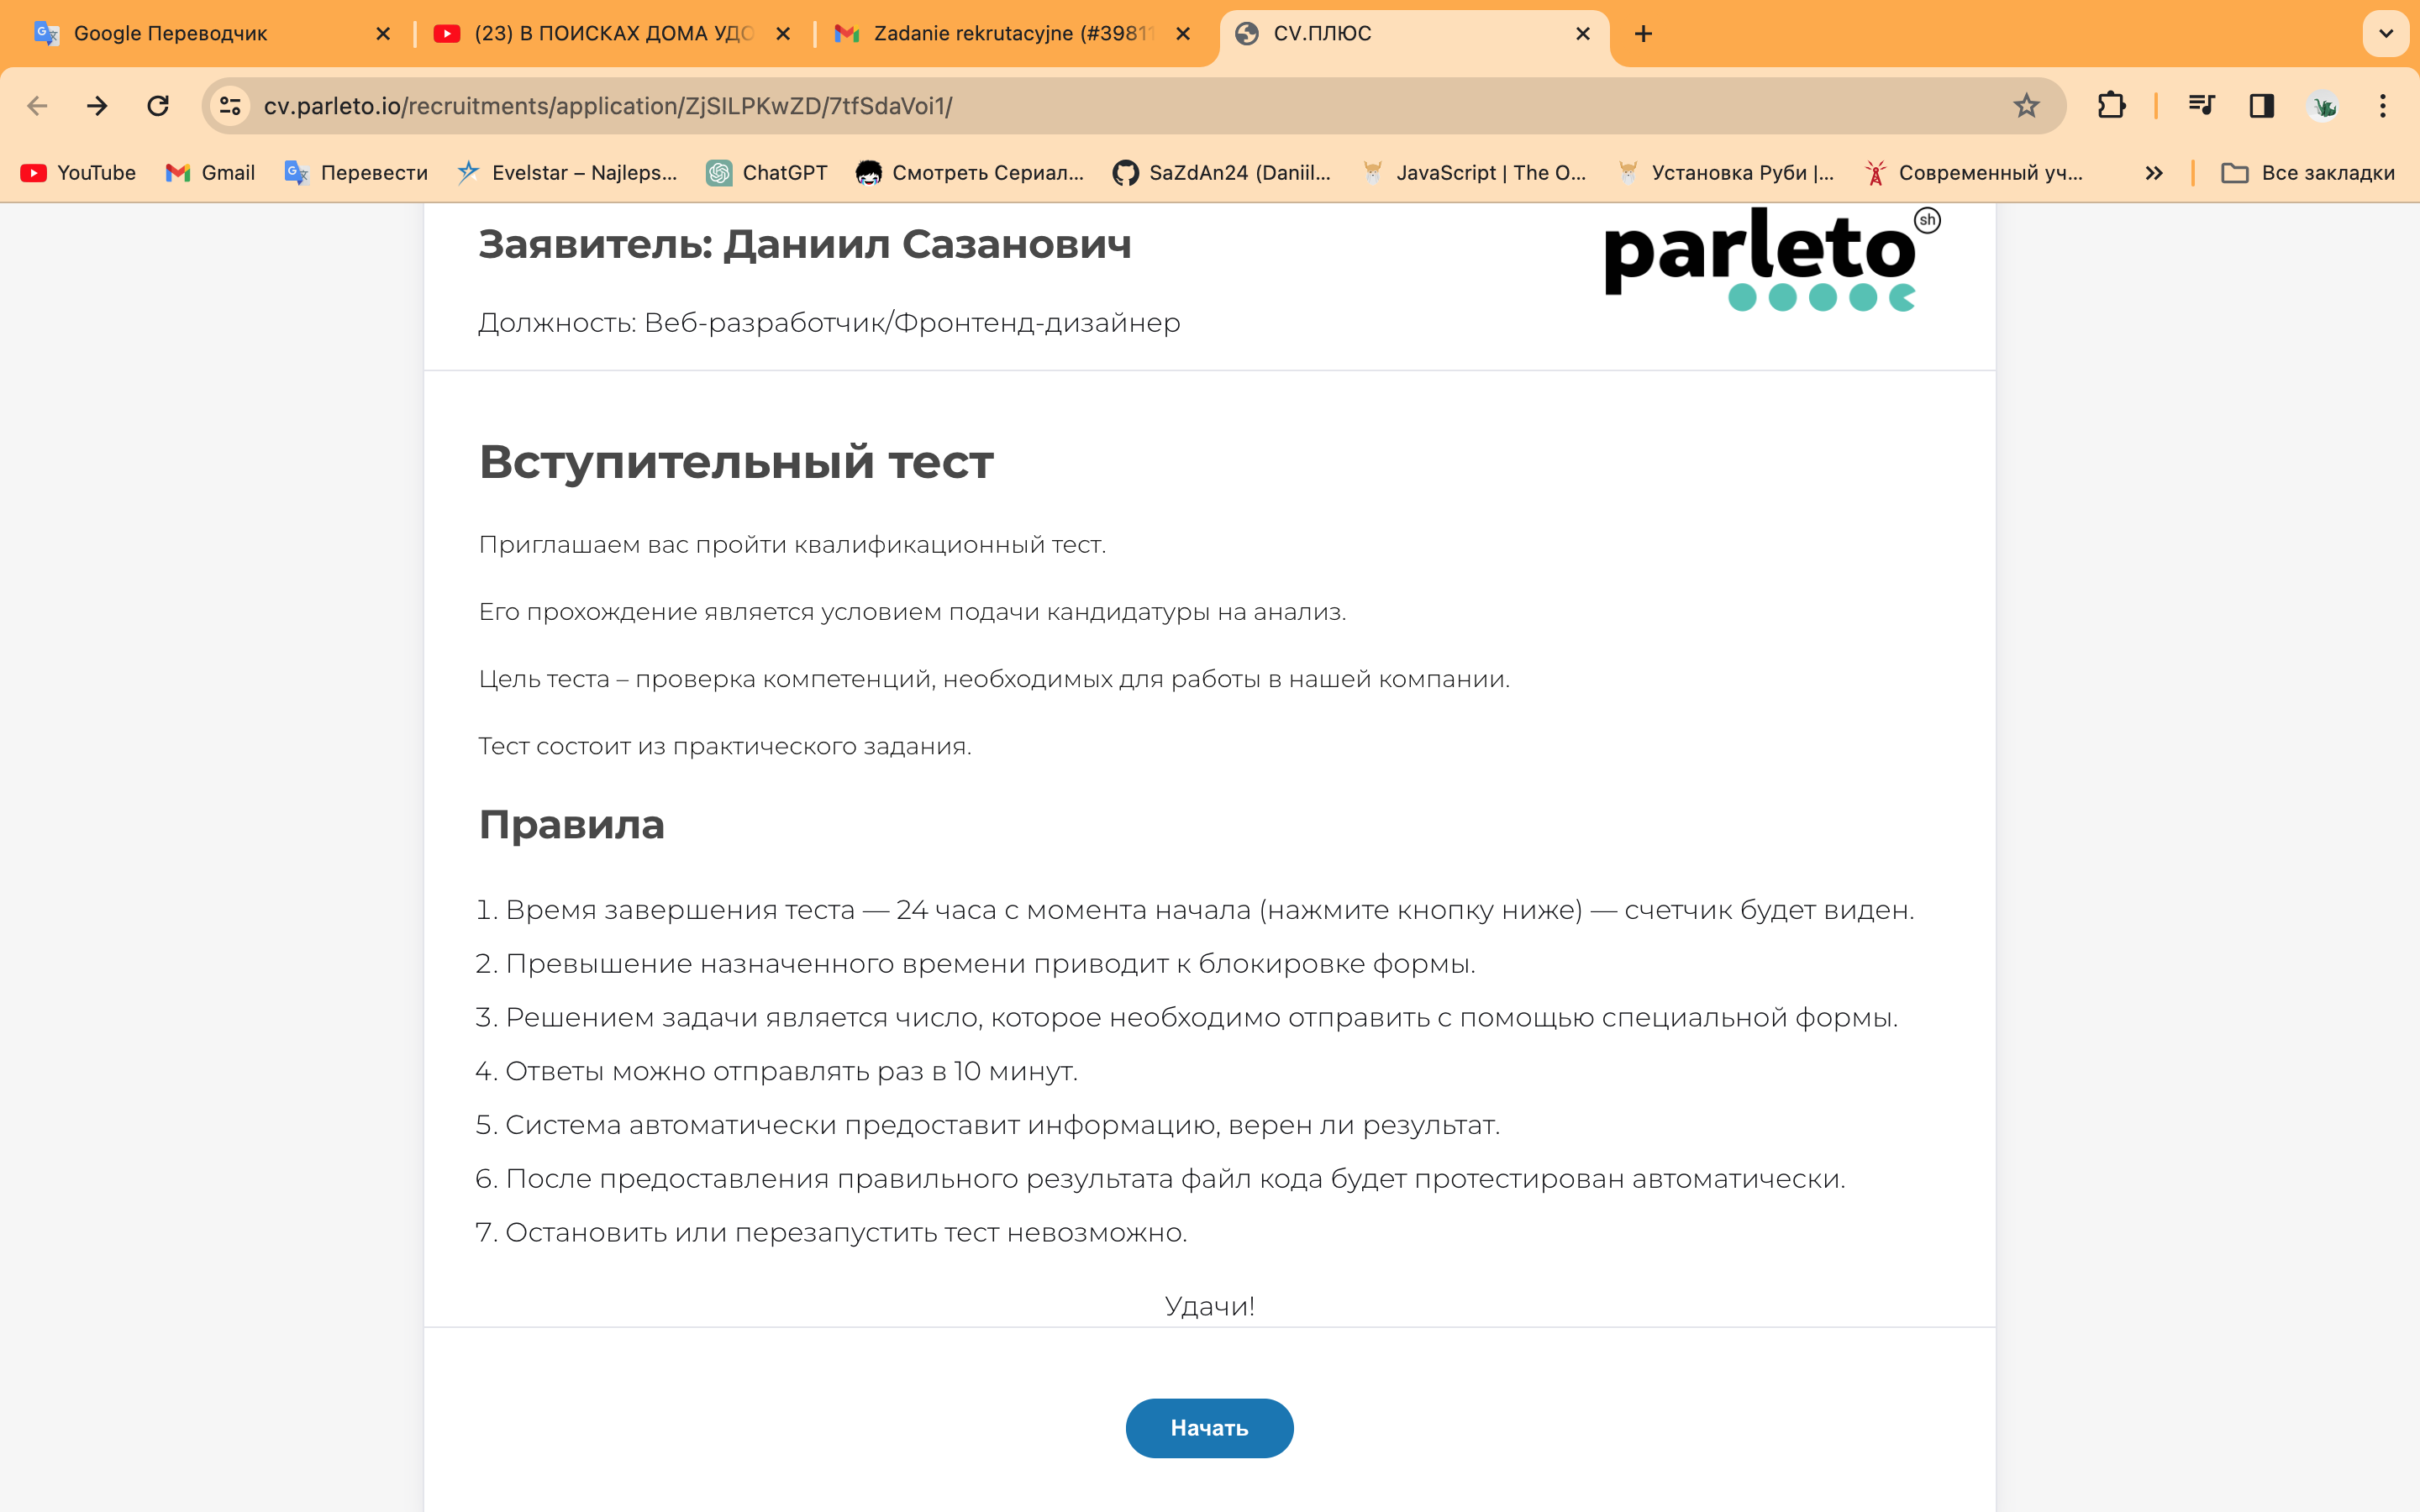 Google Переводчик
(23) В ПОИСКАХ ДОМА УДО
Zadanie rekrutacyjne (#39811
CV.ПЛЮС
cv.parleto.io/recruitments/application/ZjSILPKwZD/7tfSdaVoi1/
YouTube
Gmail
Перевести
Evelstar – Najleps...
ChatGPT
Смотреть Сериал...
SaZdAn24 (Daniil...
JavaScript | The O...
Установка Руби |...
Современный уч...
Все закладки
Заявитель: Даниил Сазанович
parleto sh
Должность: Веб-разработчик/Фронтенд-дизайнер
Вступительный тест
Приглашаем вас пройти квалификационный тест.
Его прохождение является условием подачи кандидатуры на анализ.
Цель теста – проверка компетенций, необходимых для работы в нашей компании.
Тест состоит из практического задания.
Правила
1. Время завершения теста — 24 часа с момента начала (нажмите кнопку ниже) — счетчик будет виден.
2. Превышение назначенного времени приводит к блокировке формы.
3. Решением задачи является число, которое необходимо отправить с помощью специальной формы.
4. Ответы можно отправлять раз в 10 минут.
5. Система автоматически предоставит информацию, верен ли результат.
6. После предоставления правильного результата файл кода будет протестирован автоматически.
7. Остановить или перезапустить тест невозможно.
Удачи!
Начать